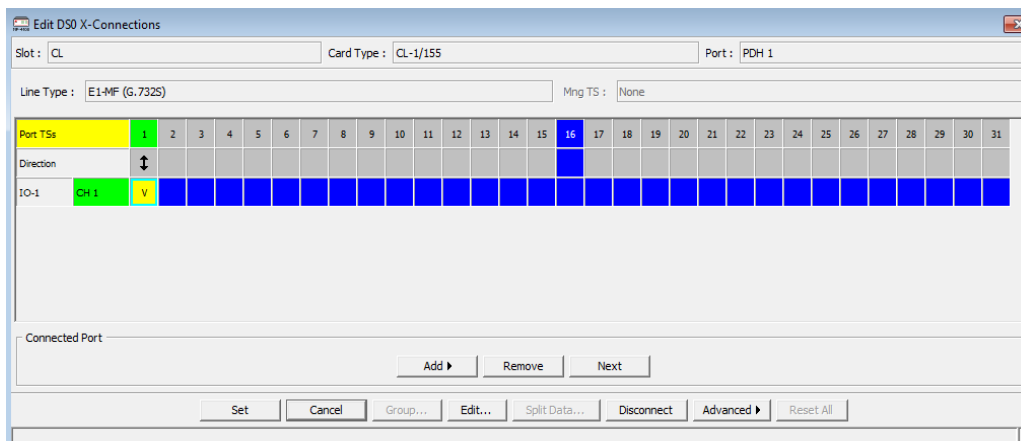 Edit DS0 X-Connections
Slot : CL Card Type : CL-1/155 Port : PDH 1
Line Type : E1-MF (G.732S) Mng TS : None
Port TSs 1 2 3 4 5 6 7 8 9 10 11 12 13 14 15 16 17 18 19 20 21 22 23 24 25 26 27 28 29 30 31
Direction
IO-1 CH 1 V
Connected Port
Add Remove Next
Set Cancel Group... Edit... Split Data... Disconnect Advanced Reset All